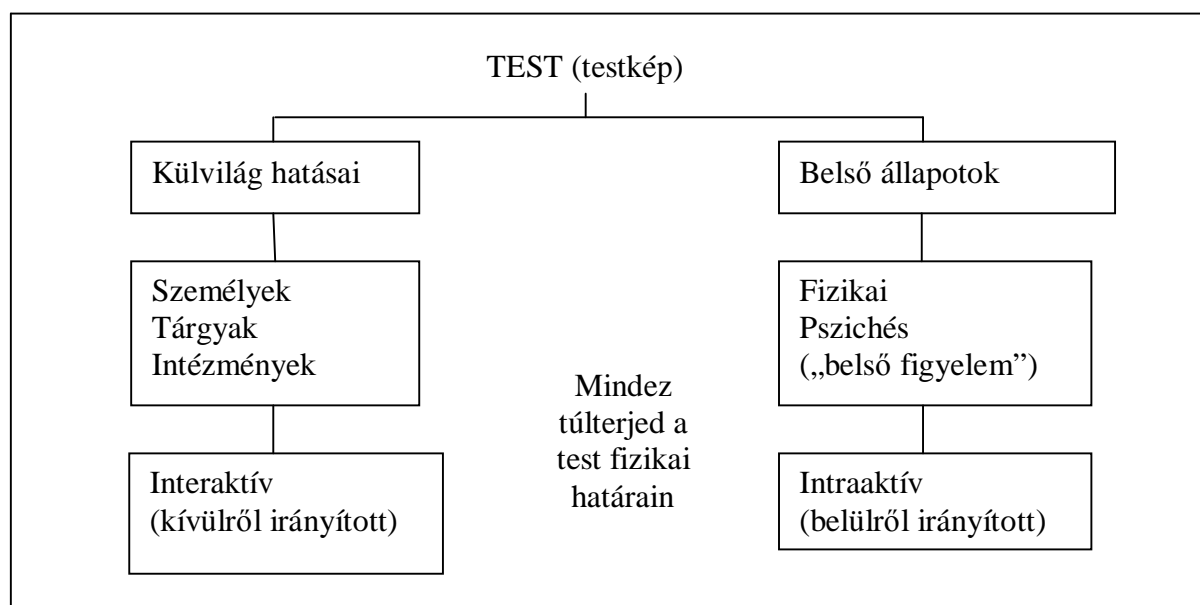 TEST (testkép)
Külvilág hatásai
Belső állapotok
Személyek
Tárgyak
Intézmények
Fizikai
Pszichés
(„belső figyelem”)
Mindez
túlterjed a
test fizikai
határain
Interaktív
(kívülről irányított)
Intraaktív
(belülről irányított)